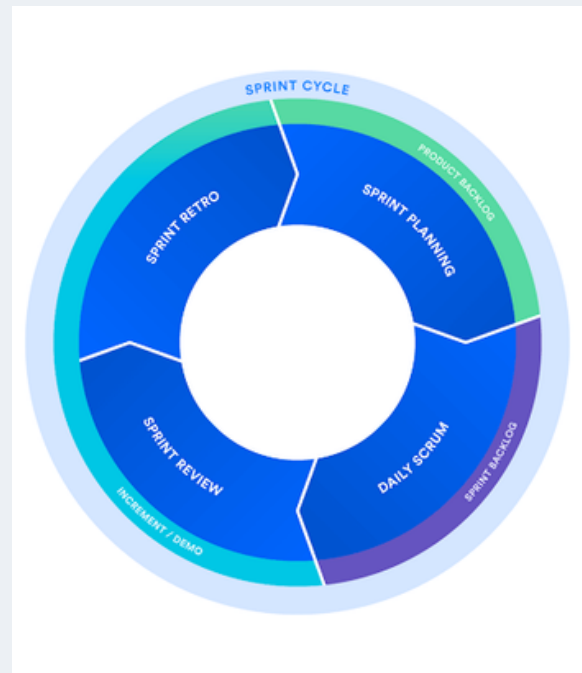 SPRINT CYCLE
PRODUCT BACKLOG
SPRINT PLANNING
SPRINT BACKLOG
DAILY SCRUM
INCREMENT / DEMO
SPRINT REVIEW
SPRINT RETRO